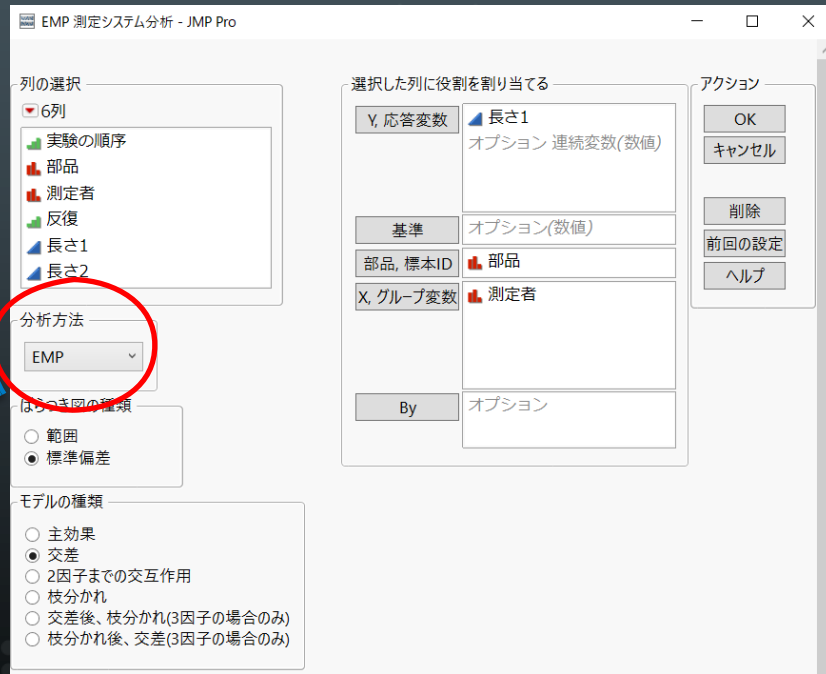 EMP 測定システム分析 - JMP Pro
列の選択
6列
実験の順序
部品
測定者
反復
長さ1
長さ2
分析方法
EMP
ばらつき図の種類
範囲
標準偏差
モデルの種類
主効果
交差
2因子までの交互作用
枝分かれ
交差後、枝分かれ(3因子の場合のみ)
枝分かれ後、交差(3因子の場合のみ)
選択した列に役割を割り当てる
Y, 応答変数
長さ1
オプション 連続変数(数値)
基準
オプション(数値)
部品, 標本ID
部品
X, グループ変数
測定者
By
オプション
アクション
OK
キャンセル
削除
前回の設定
ヘルプ